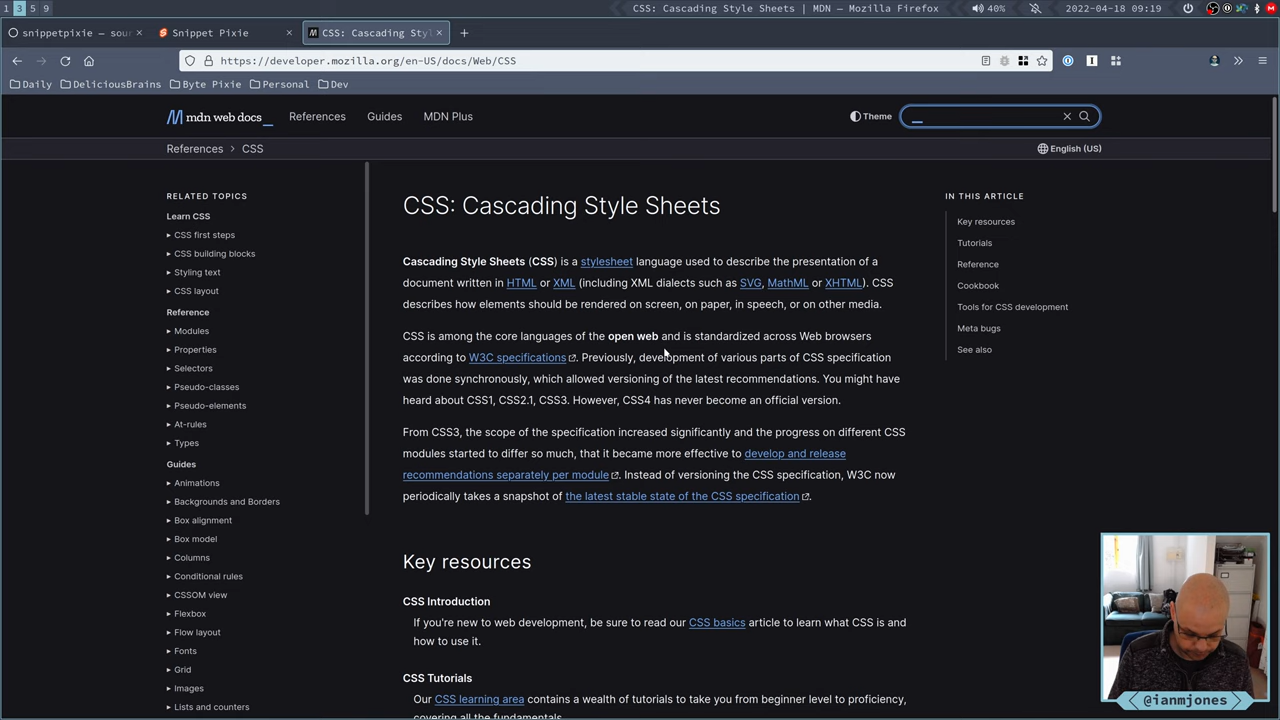 1 3 5 9
CSS: Cascading Style Sheets | MDN — Mozilla Firefox
40%
2022-04-18 09:19
snippetpixie — sour
Snippet Pixie
CSS: Cascading Styl
https://developer.mozilla.org/en-US/docs/Web/CSS
Daily DeliciousBrains Byte Pixie Personal Dev
mdn web docs_
References Guides MDN Plus
Theme
References > CSS
English (US)
RELATED TOPICS
Learn CSS
CSS first steps
CSS building blocks
Styling text
CSS layout
Reference
Modules
Properties
Selectors
Pseudo-classes
Pseudo-elements
At-rules
Types
Guides
Animations
Backgrounds and Borders
Box alignment
Box model
Columns
Conditional rules
CSSOM view
Flexbox
Flow layout
Fonts
Grid
Images
Lists and counters
CSS: Cascading Style Sheets
Cascading Style Sheets (CSS) is a stylesheet language used to describe the presentation of a
document written in HTML or XML (including XML dialects such as SVG, MathML or XHTML). CSS
describes how elements should be rendered on screen, on paper, in speech, or on other media.
CSS is among the core languages of the open web and is standardized across Web browsers
according to W3C specifications. Previously, development of various parts of CSS specification
was done synchronously, which allowed versioning of the latest recommendations. You might have
heard about CSS1, CSS2.1, CSS3. However, CSS4 has never become an official version.
From CSS3, the scope of the specification increased significantly and the progress on different CSS
modules started to differ so much, that it became more effective to develop and release
recommendations separately per module. Instead of versioning the CSS specification, W3C now
periodically takes a snapshot of the latest stable state of the CSS specification.
Key resources
CSS Introduction
If you're new to web development, be sure to read our CSS basics article to learn what CSS is and
how to use it.
CSS Tutorials
Our CSS learning area contains a wealth of tutorials to take you from beginner level to proficiency,
covering all the fundamentals.
IN THIS ARTICLE
Key resources
Tutorials
Reference
Cookbook
Tools for CSS development
Meta bugs
See also
@ianmjones